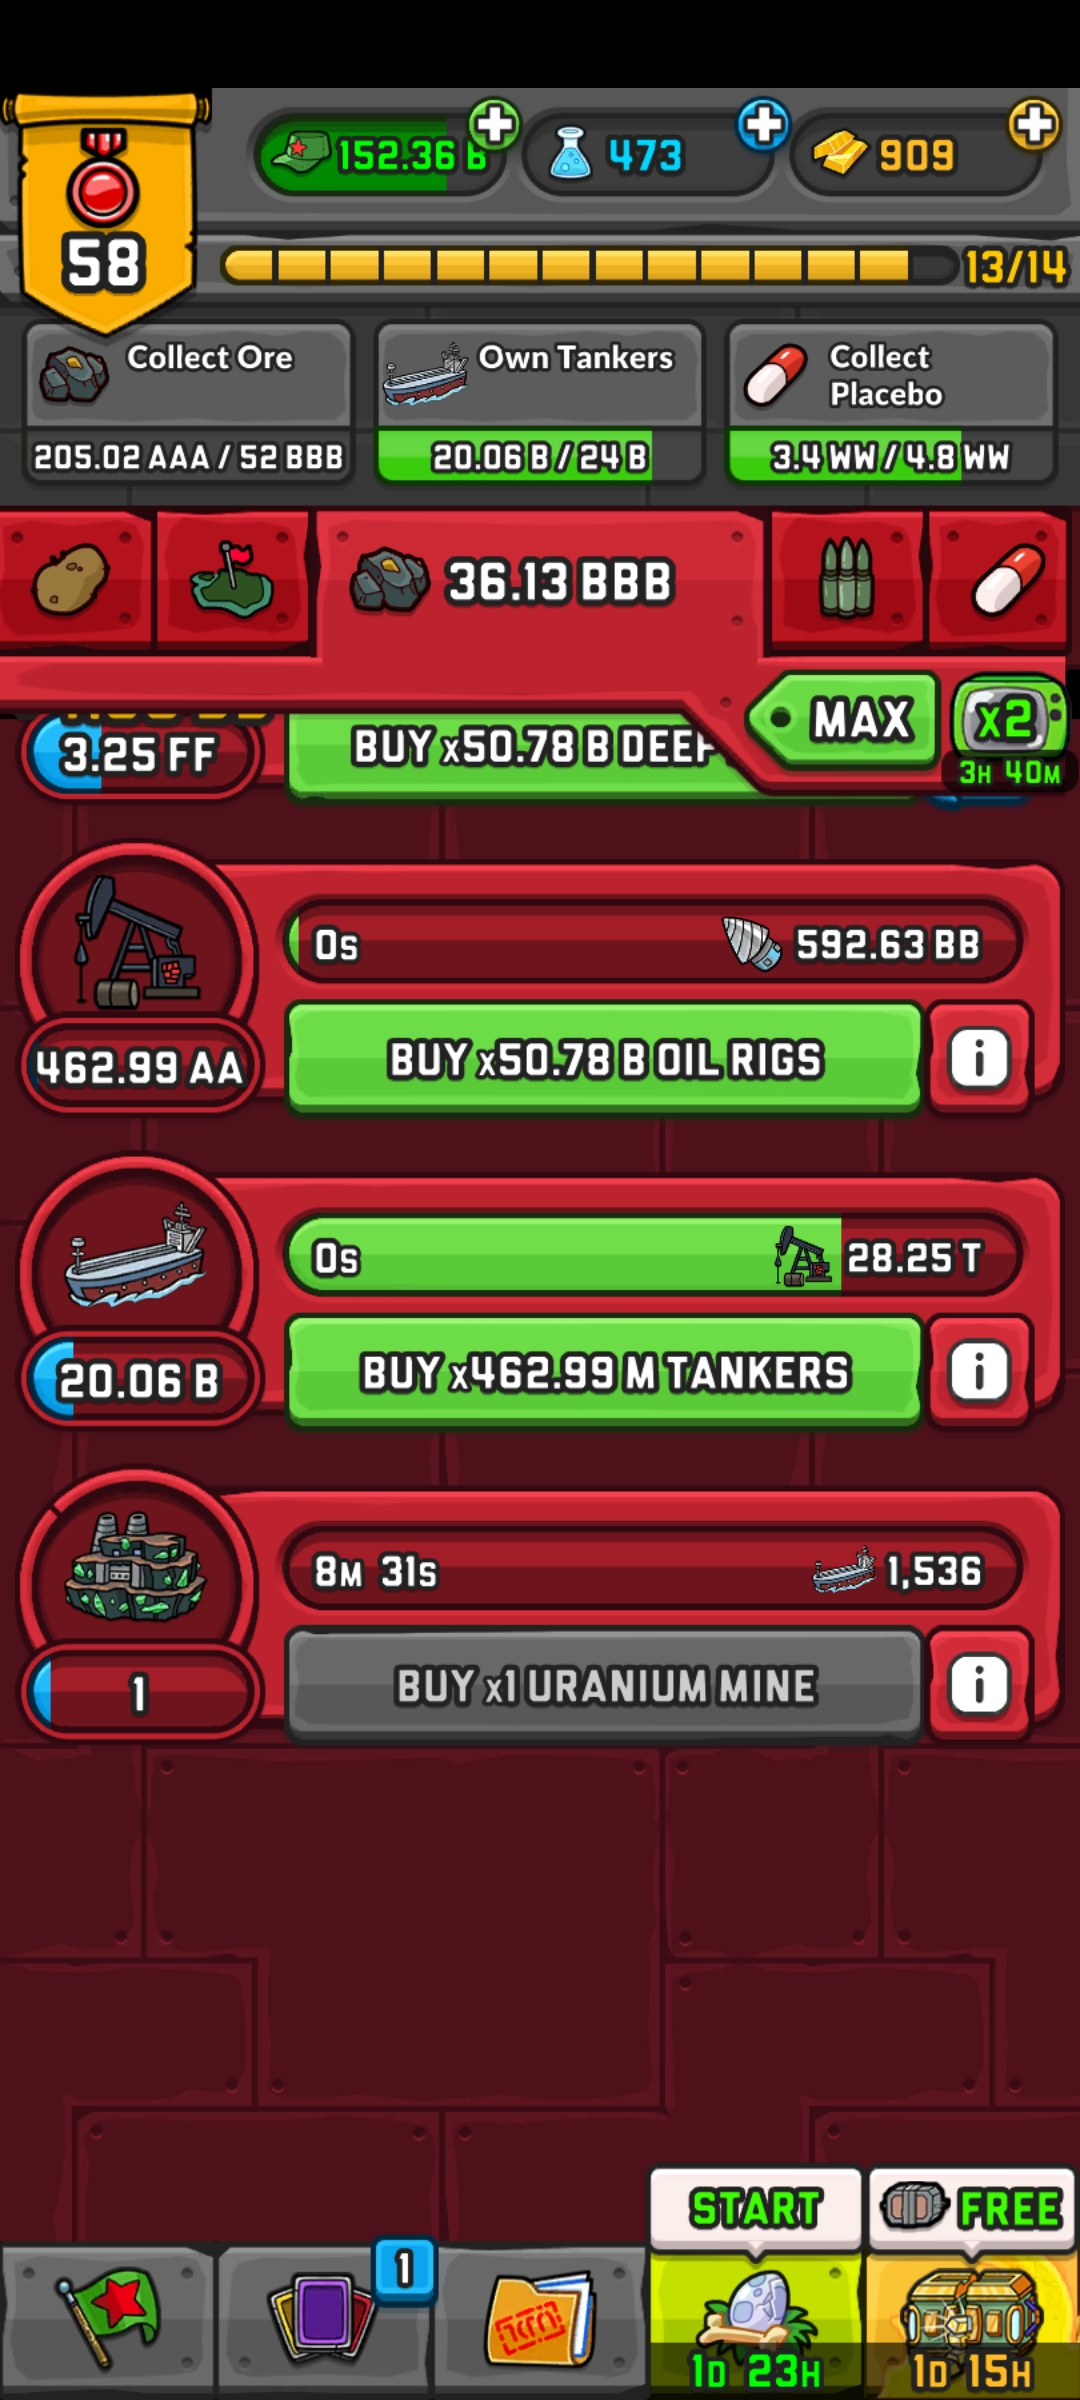 58
152.36 B
473
909
13/14
Collect Ore
205.02 AAA / 52 BBB
Own Tankers
20.06 B / 24 B
Collect
Placebo
3.4 WW / 4.8 WW
36.13 BBB
MAX
x2
3H 40M
3.25 FF
BUY x50.78 B DEEP
0s
592.63 BB
462.99 AA
BUY x50.78 B OIL RIGS
i
0s
28.25 T
20.06 B
BUY x462.99 M TANKERS
i
8M 31s
1,536
1
BUY x1 URANIUM MINE
i
START
FREE
1
1D 23H
1D 15H